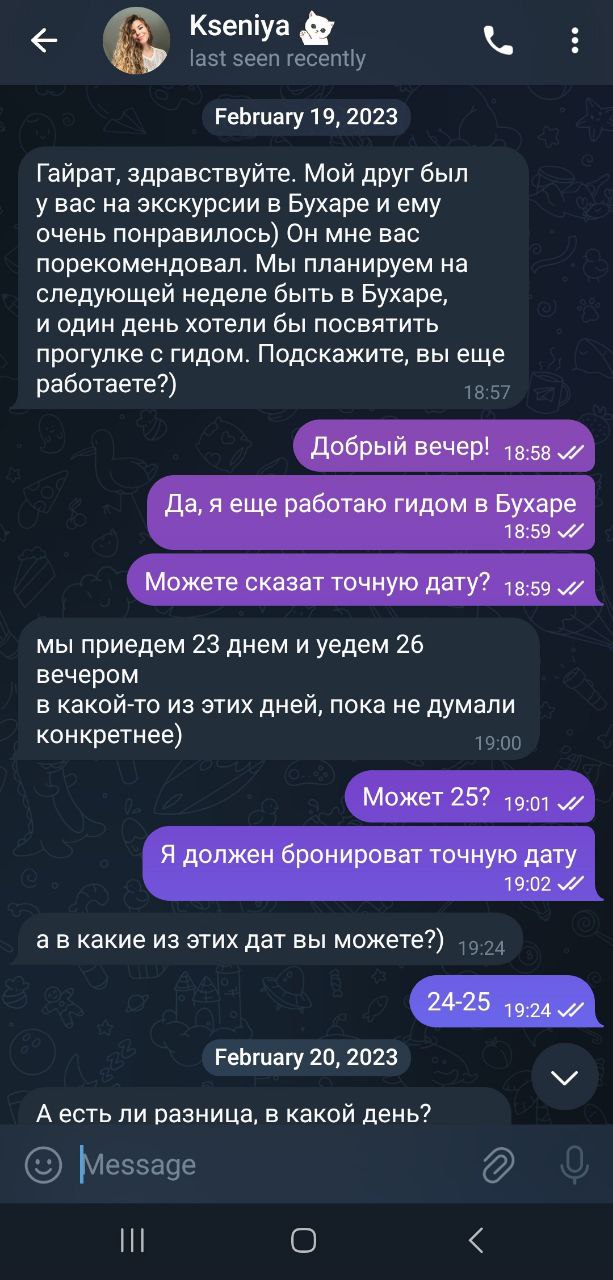 Kseniya
last seen recently
February 19, 2023
Гайрат, здравствуйте. Мой друг был
у вас на экскурсии в Бухаре и ему
очень понравилось) Он мне вас
порекомендовал. Мы планируем на
следующей неделе быть в Бухаре,
и один день хотели бы посвятить
прогулке с гидом. Подскажите, вы еще
работаете?)
18:57
Добрый вечер! 18:58
Да, я еще работаю гидом в Бухаре
18:59
Можете сказат точную дату? 18:59
мы приедем 23 днем и уедем 26
вечером
в какой-то из этих дней, пока не думали
конкретнее)
19:00
Может 25? 19:01
Я должен бронироват точную дату
19:02
а в какие из этих дат вы можете?) 19:24
24-25 19:24
February 20, 2023
А есть ли разница, в какой день?
Message